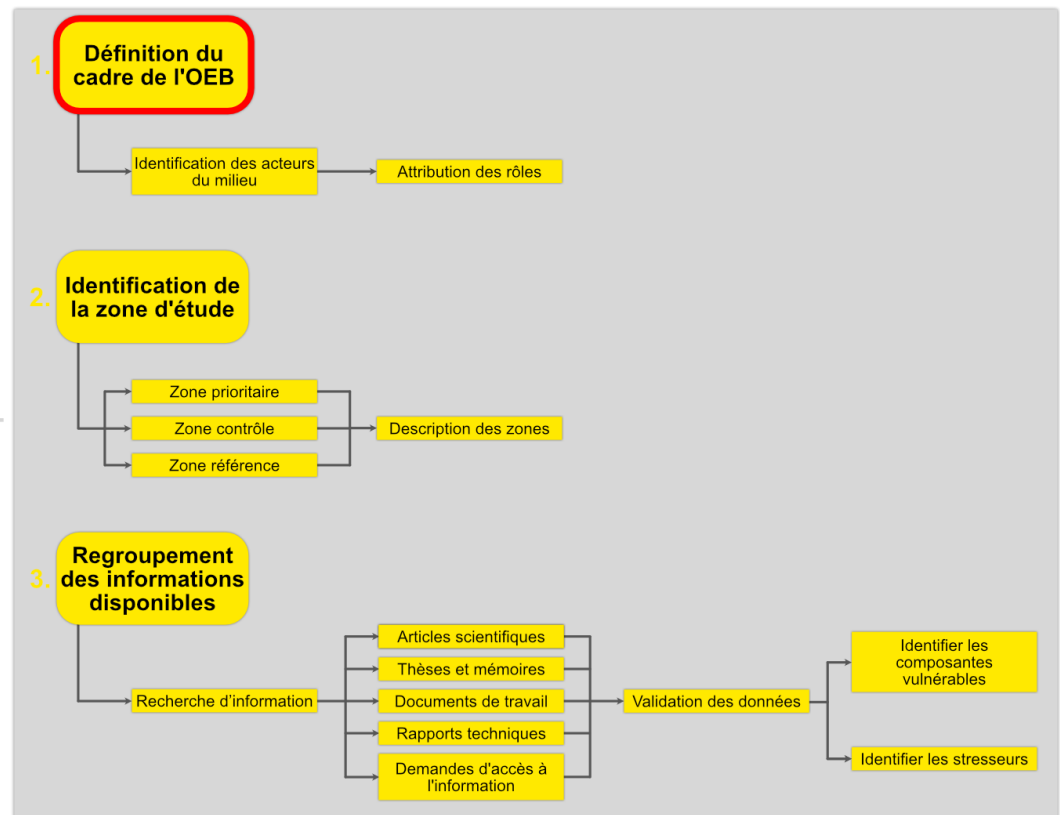 1.
Définition du
cadre de l'OEB
Identification des acteurs
du milieu
Attribution des rôles
2.
Identification de
la zone d'étude
Zone prioritaire
Zone contrôle
Description des zones
Zone référence
3.
Regroupement
des informations
disponibles
Recherche d'information
Articles scientifiques
Thèses et mémoires
Documents de travail
Rapports techniques
Demandes d'accès à
l'information
Validation des données
Identifier les
composantes
vulnérables
Identifier les stresseurs